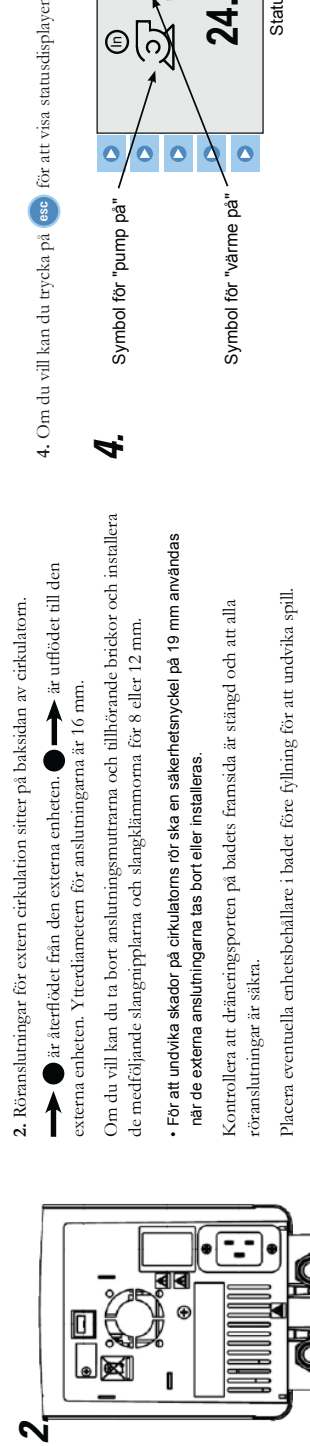 2.
2. Röranslutningar för extern cirkulation sitter på baksidan av cirkulatorn.
är återflödet från den externa enheten. är utflödet till den
externa enheten. Ytterdiametern för anslutningarna är 16 mm.
Om du vill kan du ta bort anslutningsmuttrarna och tillhörande brickor och installera
de medföljande slangnipplarna och slangklämmorna för 8 eller 12 mm.
• För att undvika skador på cirkulatorns rör ska en säkerhetsnyckel på 19 mm användas
när de externa anslutningarna tas bort eller installeras.
Kontrollera att dräneringsporten på badets framsida är stängd och att alla
röranslutningar är säkra.
Placera eventuella enhetsbehållare i badet före fyllning för att undvika spill.
4. Om du vill kan du trycka på esc för att visa statusdisplayen
4.
Symbol för "pump på"
Symbol för "värme på"
In
24.
Statu